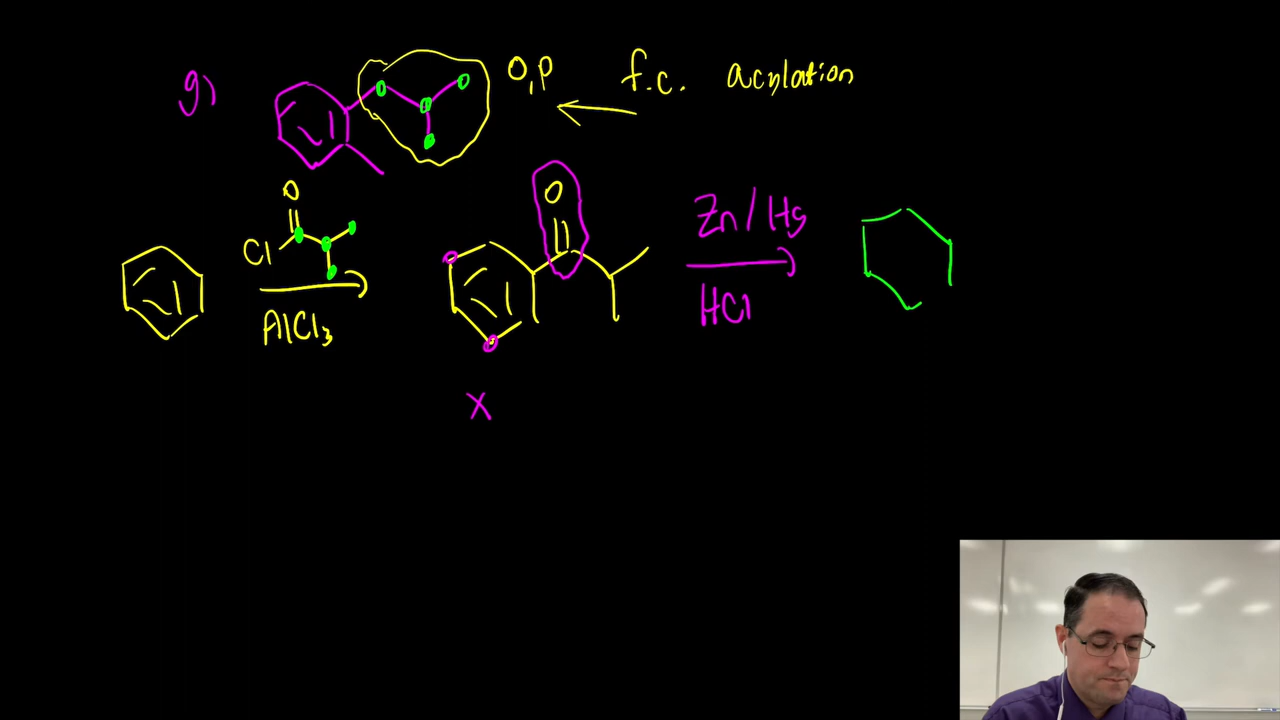 g) O,P f.c. acylation
O
Cl
AlCl3
O
Zn/Hg
HCl
X